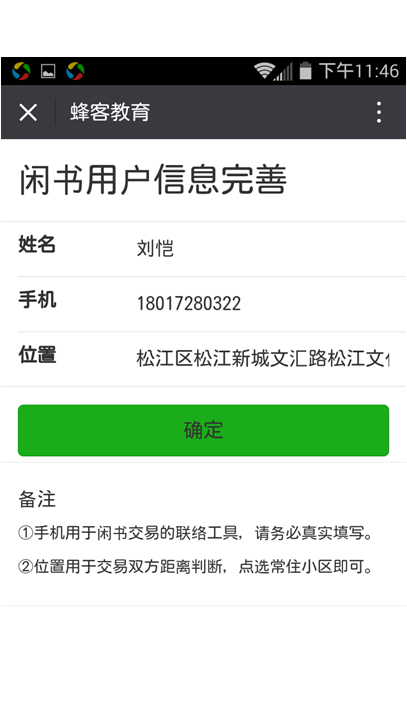 下午11:46
蜂客教育
闲书用户信息完善
姓名 刘恺
手机 18017280322
位置 松江区松江新城文汇路松江文
确定
备注
①手机用于闲书交易的联络工具，请务必真实填写。
②位置用于交易双方距离判断，点选常住小区即可。